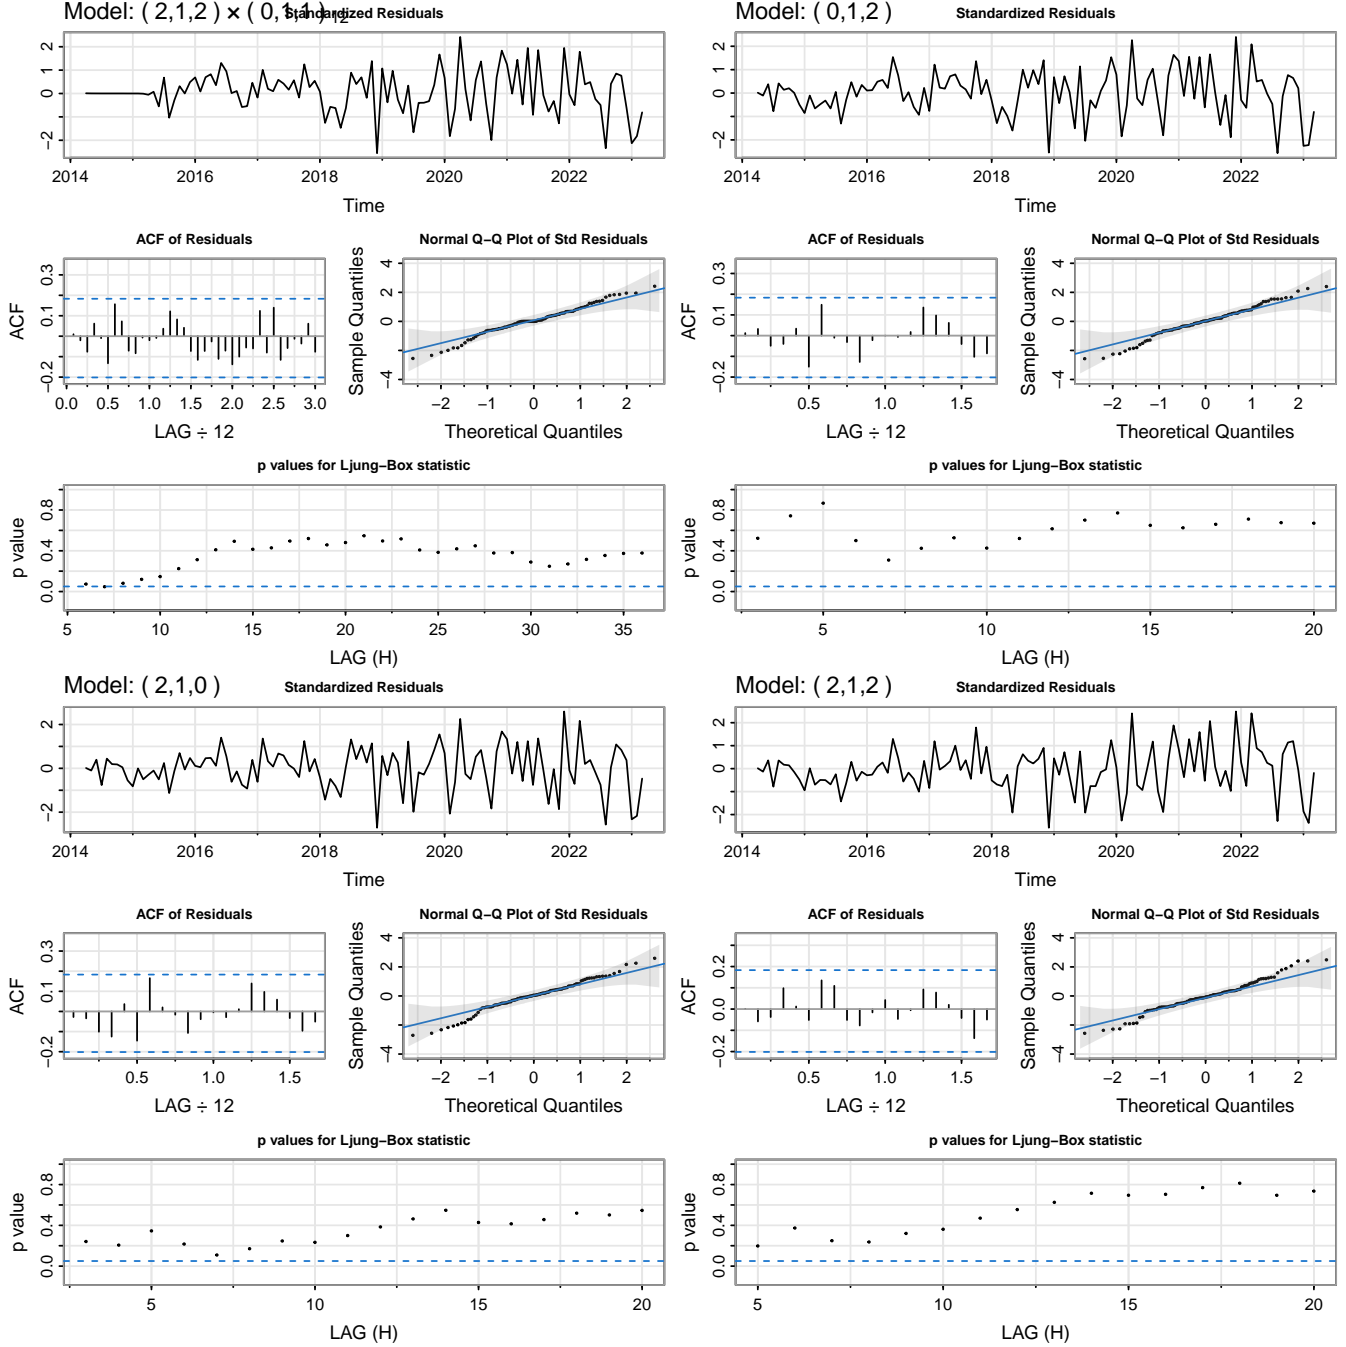 Model: ( 2,1,2 ) × ( 0,1,1 ) 12
Standardized Residuals
2
1
0
−2
2014 2016 2018 2020 2022
Time
ACF of Residuals
ACF
0.3
0.1
−0.2
0.0 0.5 1.0 1.5 2.0 2.5 3.0
LAG ÷ 12
Normal Q−Q Plot of Std Residuals
Sample Quantiles
4
2
0
−4
−2 −1 0 1 2
Theoretical Quantiles
p values for Ljung−Box statistic
p value
0.8
0.4
0.0
5 10 15 20 25 30 35
LAG (H)
Model: ( 0,1,2 )
Standardized Residuals
2
1
0
−2
2014 2016 2018 2020 2022
Time
ACF of Residuals
ACF
0.3
0.1
−0.2
0.5 1.0 1.5
LAG ÷ 12
Normal Q−Q Plot of Std Residuals
Sample Quantiles
4
2
0
−4
−2 −1 0 1 2
Theoretical Quantiles
p values for Ljung−Box statistic
p value
0.8
0.4
0.0
5 10 15 20
LAG (H)
Model: ( 2,1,0 )
Standardized Residuals
2
0
−2
2014 2016 2018 2020 2022
Time
ACF of Residuals
ACF
0.3
0.1
−0.2
0.5 1.0 1.5
LAG ÷ 12
Normal Q−Q Plot of Std Residuals
Sample Quantiles
4
2
0
−4
−2 −1 0 1 2
Theoretical Quantiles
p values for Ljung−Box statistic
p value
0.8
0.4
0.0
5 10 15 20
LAG (H)
Model: ( 2,1,2 )
Standardized Residuals
2
1
0
−2
2014 2016 2018 2020 2022
Time
ACF of Residuals
ACF
0.2
0.0
−0.2
0.5 1.0 1.5
LAG ÷ 12
Normal Q−Q Plot of Std Residuals
Sample Quantiles
4
2
0
−4
−2 −1 0 1 2
Theoretical Quantiles
p values for Ljung−Box statistic
p value
0.8
0.4
0.0
5 10 15 20
LAG (H)